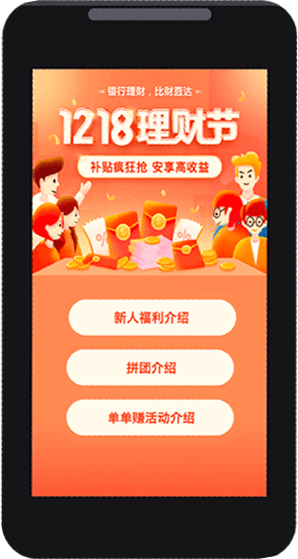 银行理财，比财直达
1218理财节
补贴疯狂抢 安享高收益
新人福利介绍
拼团介绍
单单赚活动介绍